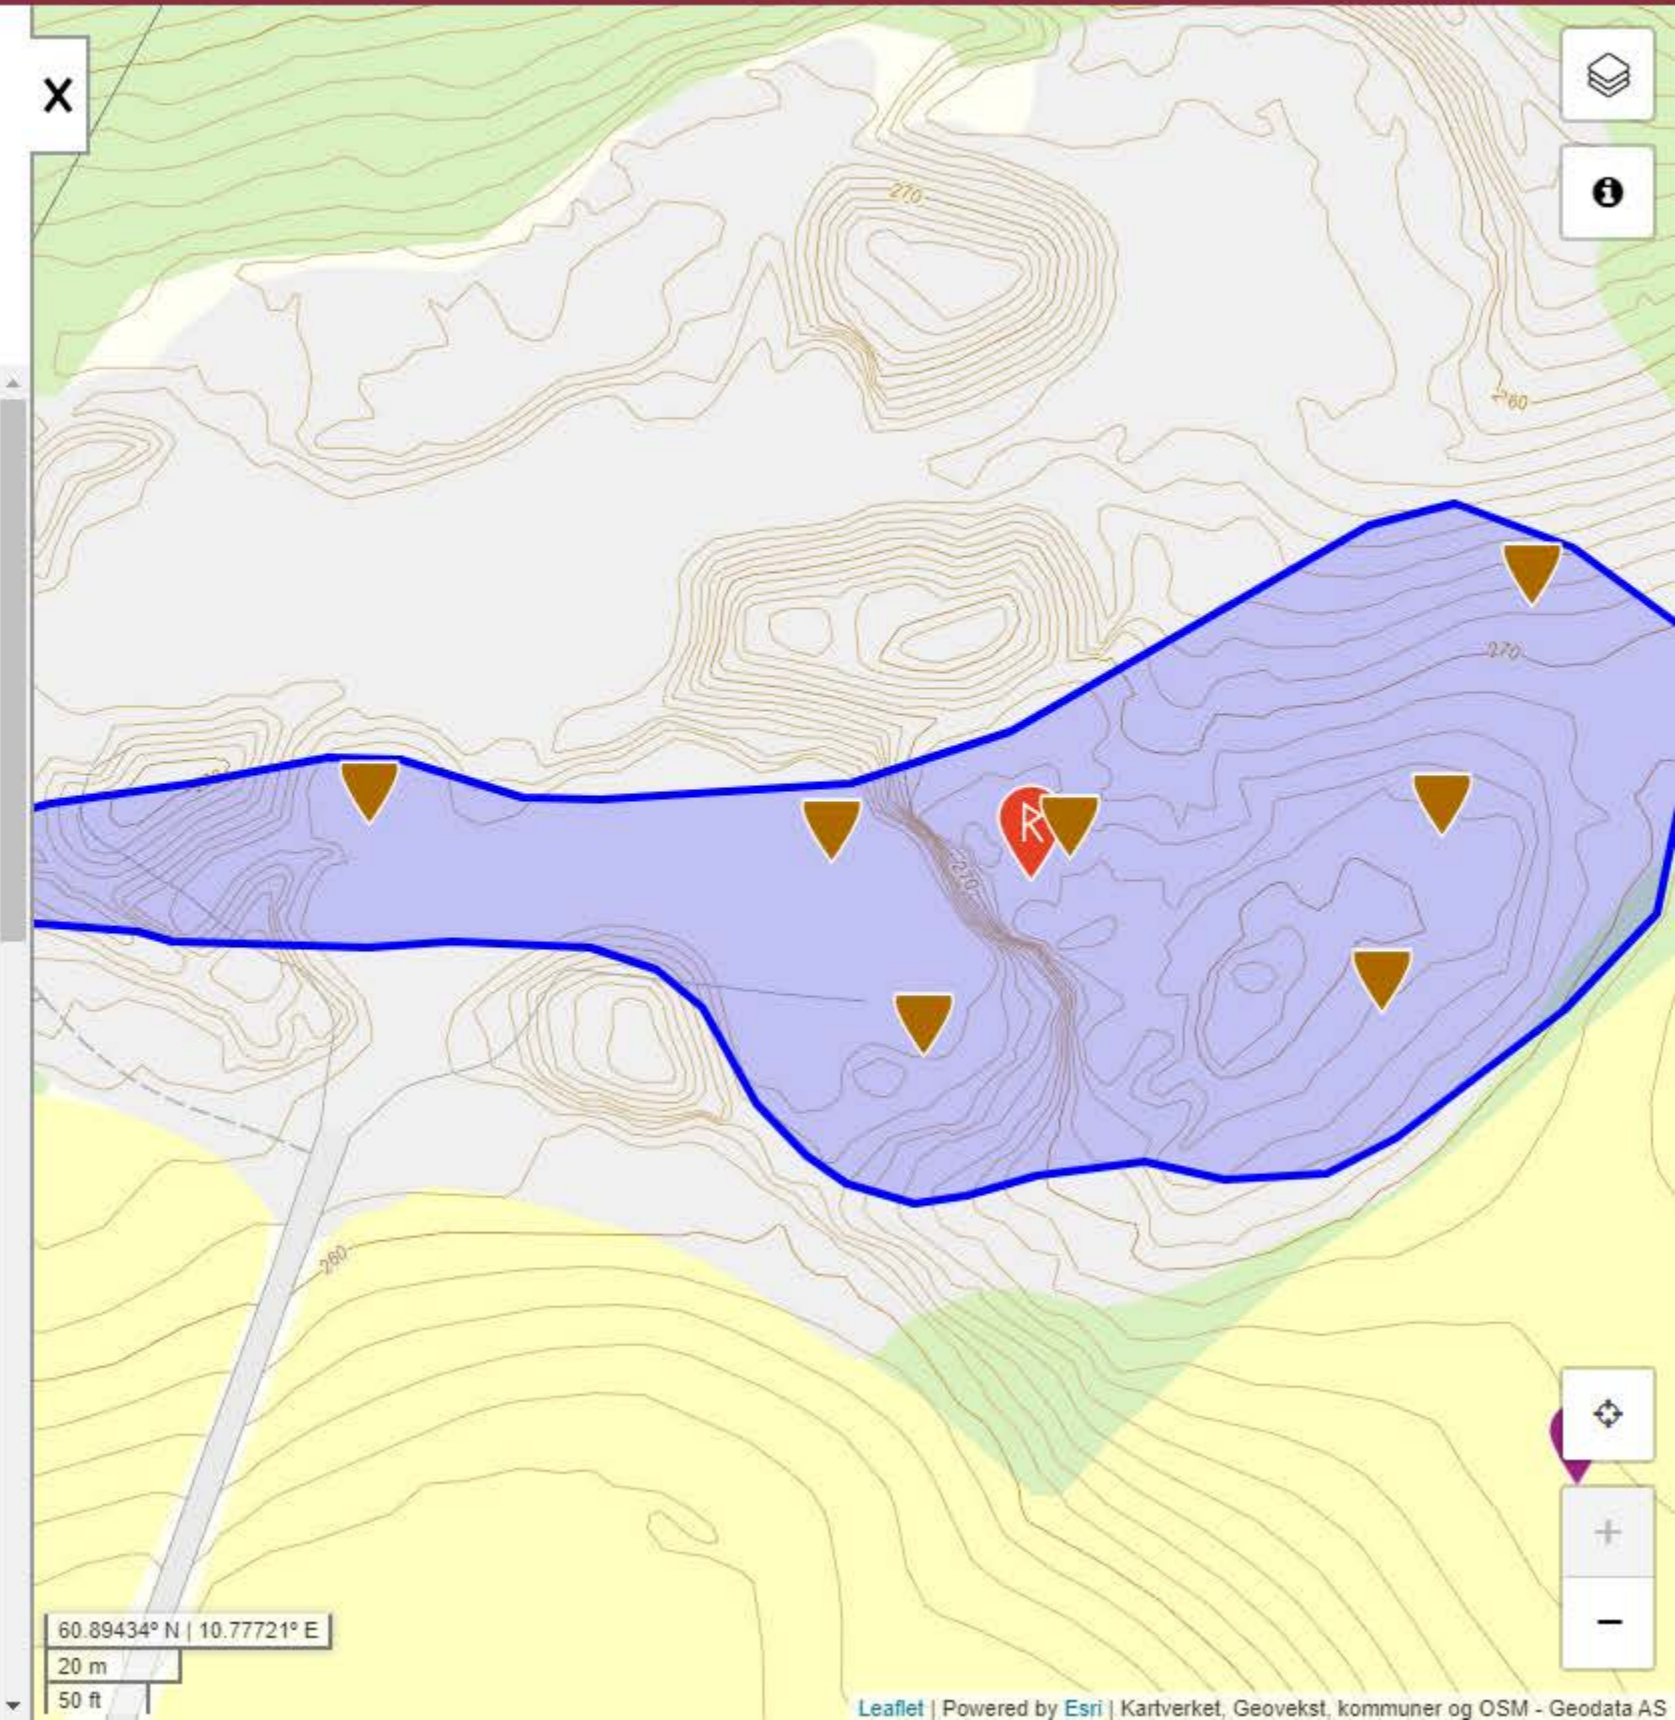 X
270
260
270
R
270
260
60.89434° N | 10.77721° E
20 m
50 ft
+
−
Leaflet | Powered by Esri | Kartverket, Geovekst, kommuner og OSM - Geodata AS